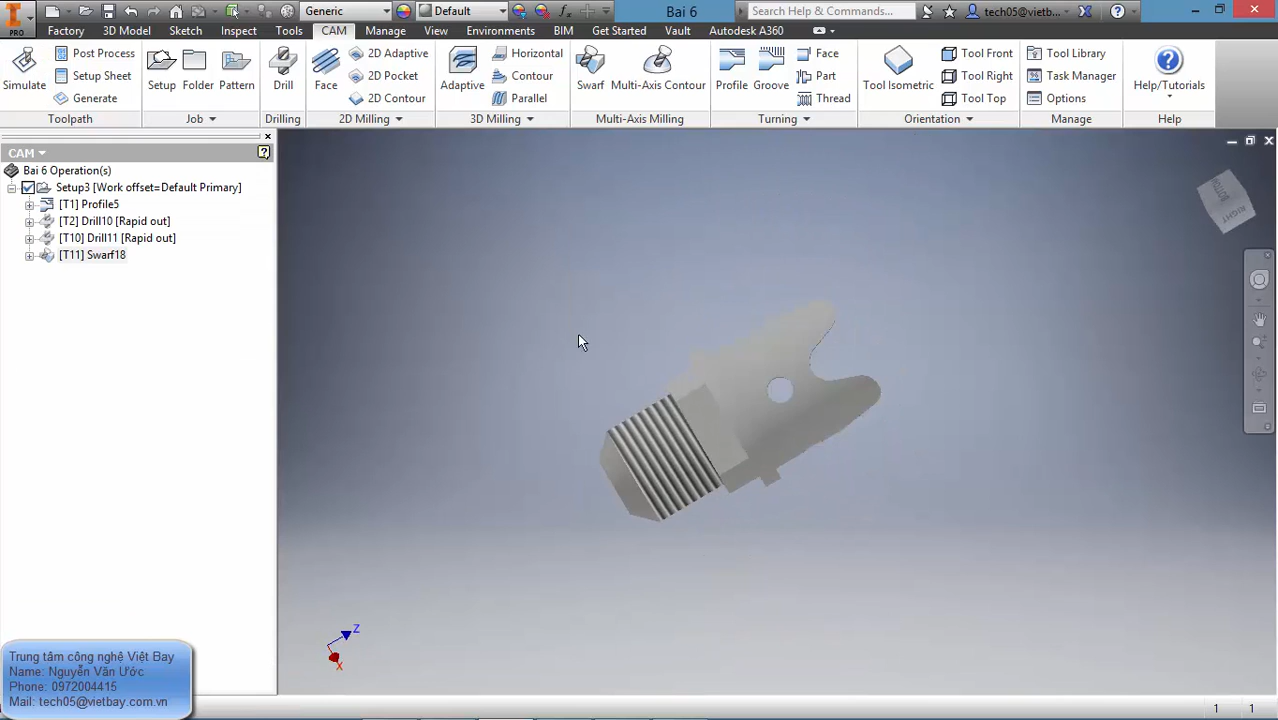 Generic
Default
Bai 6
Search Help & Commands...
tech05@vietb...
PRO
Factory 3D Model Sketch Inspect Tools CAM Manage View Environments BIM Get Started Vault Autodesk A360
Simulate
Post Process
Setup Sheet
Generate
Toolpath
Setup Folder Pattern
Job
Drill
Drilling
Face
2D Adaptive
2D Pocket
2D Contour
2D Milling
Adaptive
Horizontal
Contour
Parallel
3D Milling
Swarf Multi-Axis Contour
Multi-Axis Milling
Profile Groove
Face
Part
Thread
Turning
Tool Isometric
Tool Front
Tool Right
Tool Top
Orientation
Tool Library
Task Manager
Options
Manage
Help/Tutorials
Help
CAM
Bai 6 Operation(s)
Setup3 [Work offset=Default Primary]
[T1] Profile5
[T2] Drill10 [Rapid out]
[T10] Drill11 [Rapid out]
[T11] Swarf18
BOTTOM
RIGHT
Z
X
Trung tâm công nghệ Việt Bay
Name: Nguyễn Văn Ước
Phone: 0972004415
Mail: tech05@vietbay.com.vn
1 1